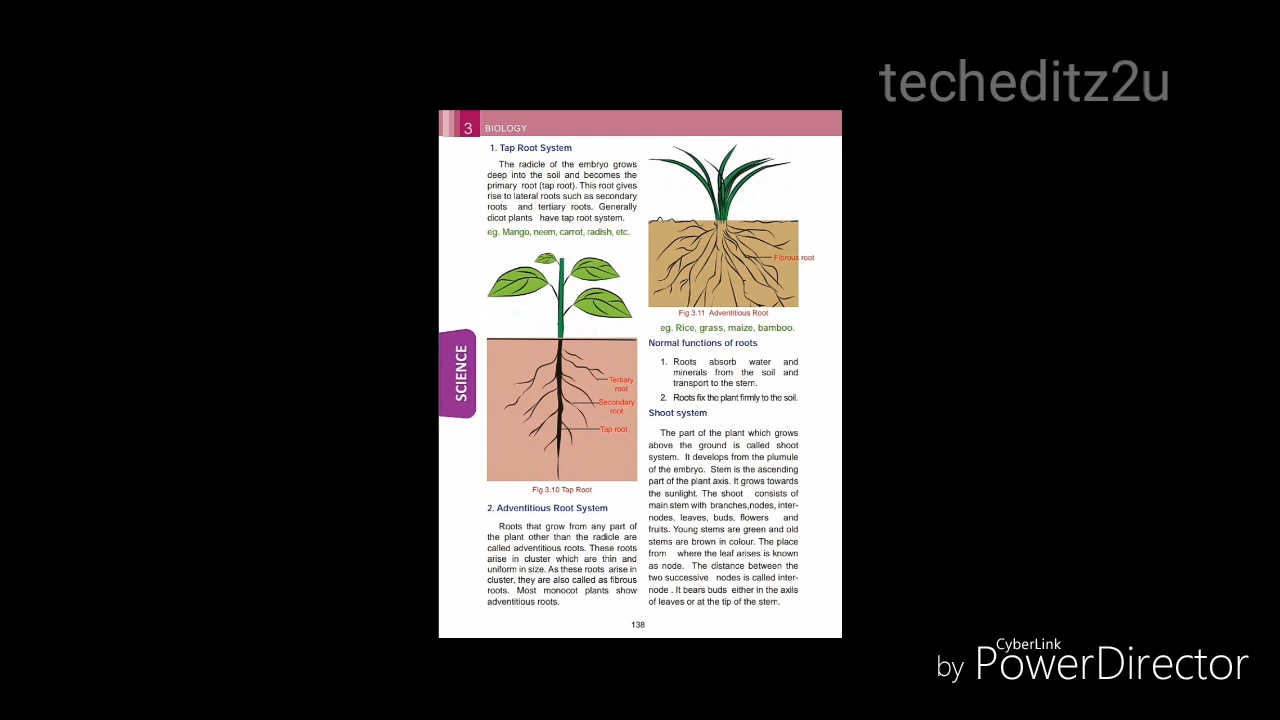 techeditz2u
3 BIOLOGY
1. Tap Root System
The radicle of the embryo grows
deep into the soil and becomes the
primary root (tap root). This root gives
rise to lateral roots such as secondary
roots and tertiary roots. Generally
dicot plants have tap root system.
eg. Mango, neem, carrot, radish, etc.
Tertiary
root
Secondary
root
Tap root
Fig 3.10 Tap Root
2. Adventitious Root System
Roots that grow from any part of
the plant other than the radicle are
called adventitious roots. These roots
arise in cluster which are thin and
uniform in size. As these roots arise in
cluster, they are also called as fibrous
roots. Most monocot plants show
adventitious roots.
Fibrous root
Fig 3.11 Adventitious Root
eg. Rice, grass, maize, bamboo.
Normal functions of roots
1. Roots absorb water and
minerals from the soil and
transport to the stem.
2. Roots fix the plant firmly to the soil.
Shoot system
The part of the plant which grows
above the ground is called shoot
system. It develops from the plumule
of the embryo. Stem is the ascending
part of the plant axis. It grows towards
the sunlight. The shoot consists of
main stem with branches,nodes, inter-
nodes, leaves, buds, flowers and
fruits. Young stems are green and old
stems are brown in colour. The place
from where the leaf arises is known
as node. The distance between the
two successive nodes is called inter-
node . It bears buds either in the axils
of leaves or at the tip of the stem.
SCIENCE
138
CyberLink
by PowerDirector